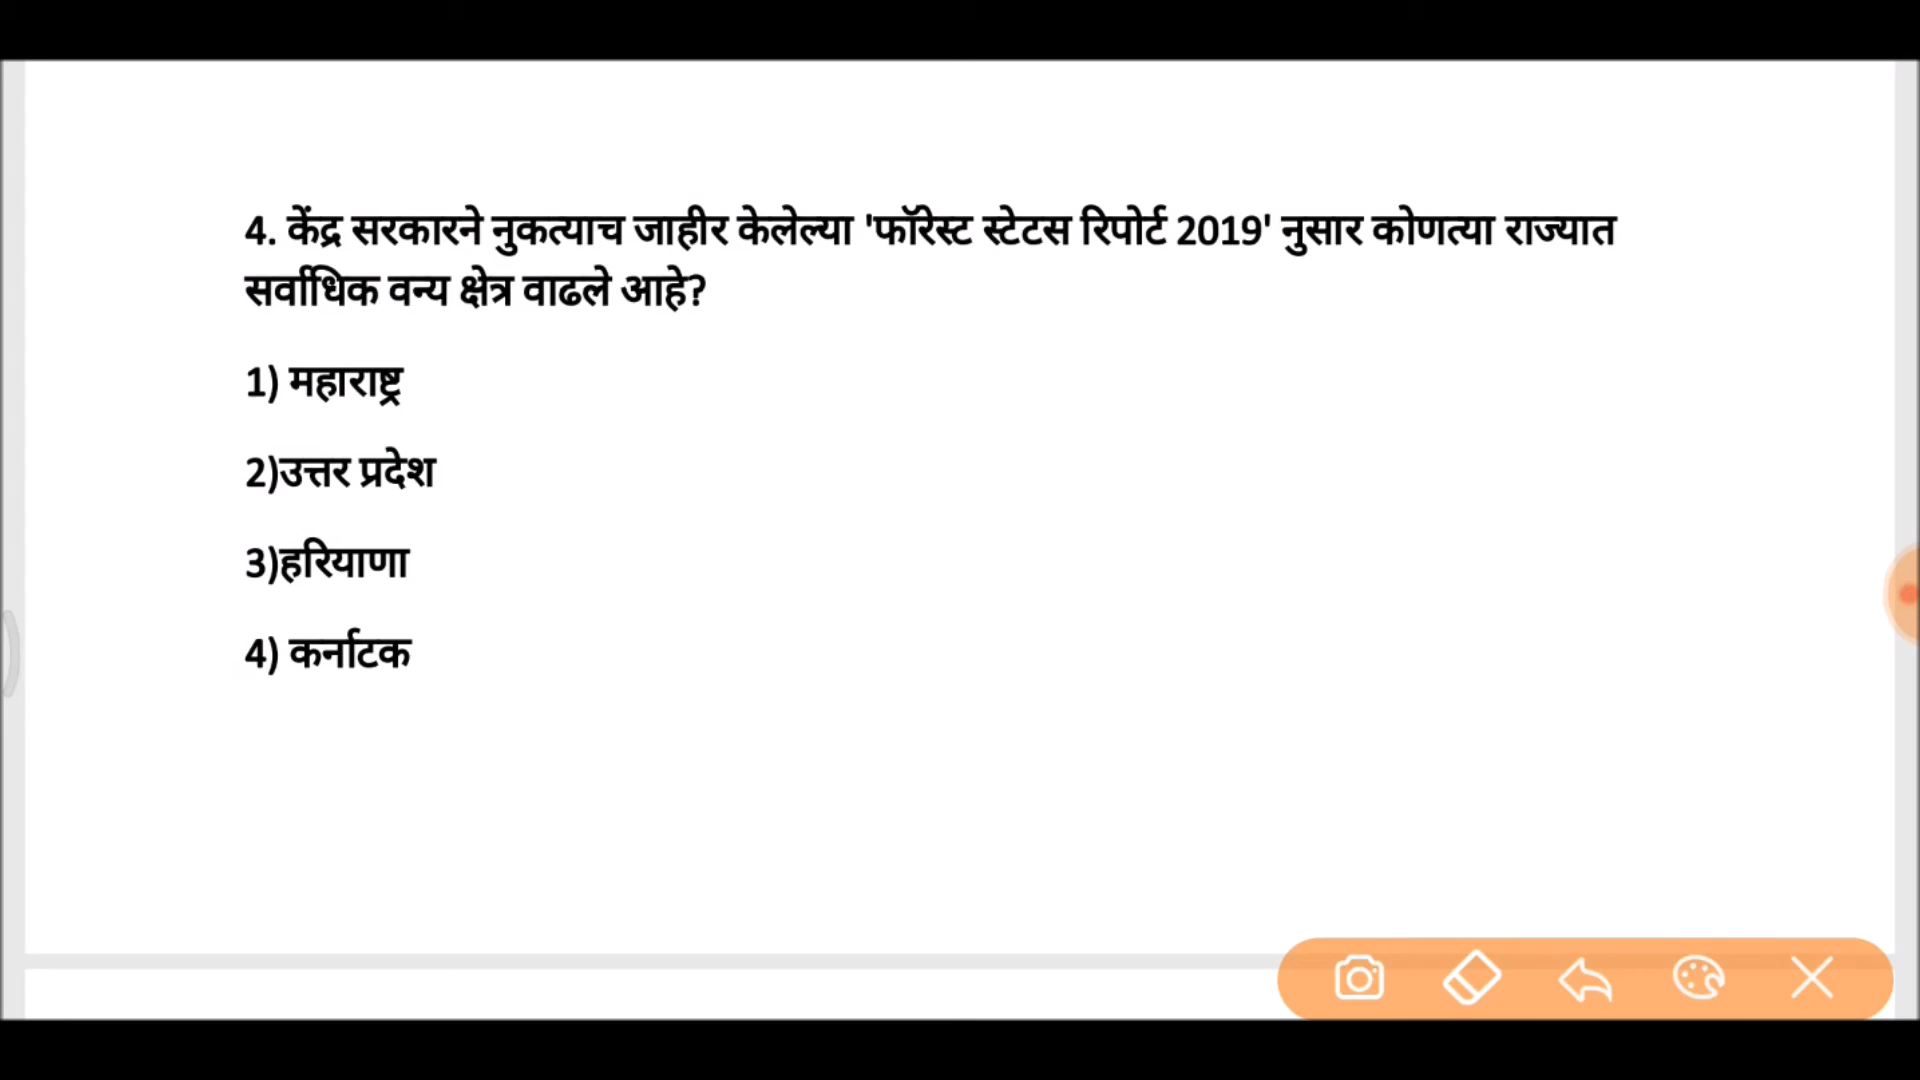 4. केंद्र सरकारने नुकत्याच जाहीर केलेल्या 'फॉरेस्ट स्टेटस रिपोर्ट 2019' नुसार कोणत्या राज्यात
सर्वाधिक वन्य क्षेत्र वाढले आहे?
1) महाराष्ट्र
2)उत्तर प्रदेश
3)हरियाणा
4) कर्नाटक